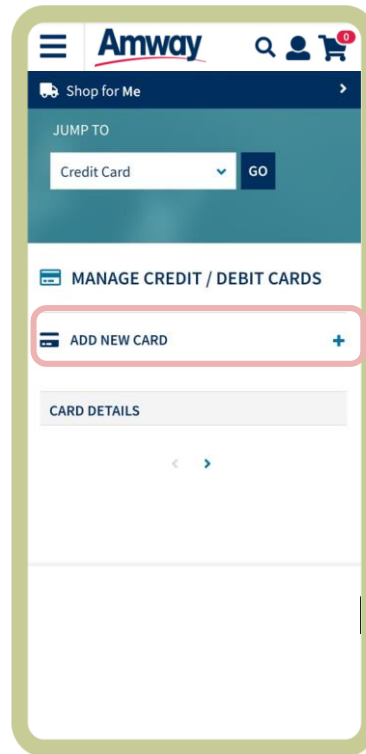 Amway
0
Shop for Me
JUMP TO
Credit Card
GO
MANAGE CREDIT / DEBIT CARDS
ADD NEW CARD +
CARD DETAILS